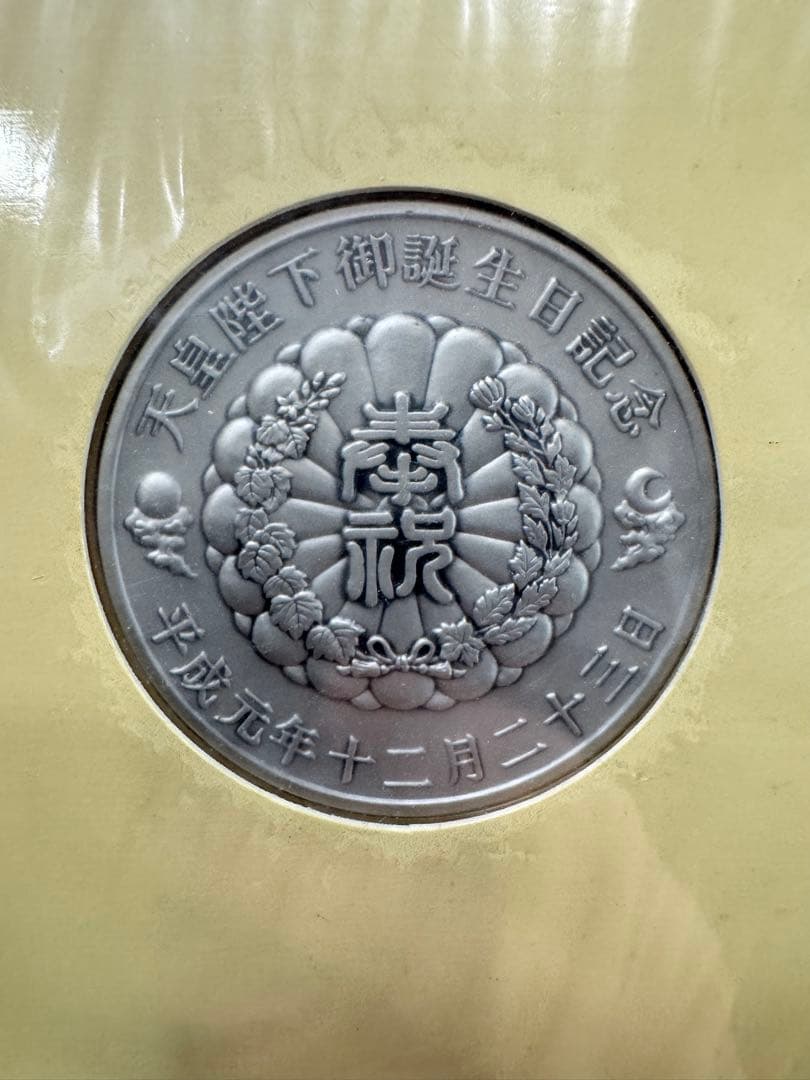 天皇陛下御誕生日記念
奉祝
平成元年十二月二十三日